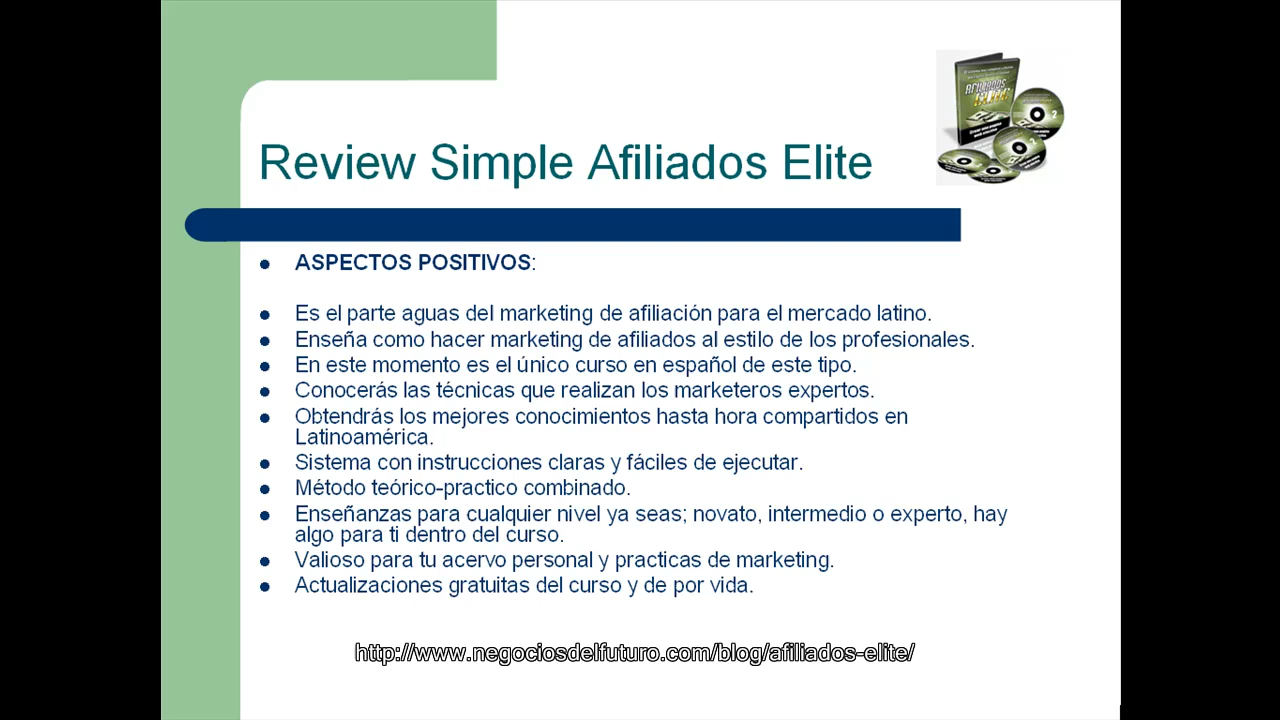 Review Simple Afiliados Elite
AFILIADOS
ELITE
ASPECTOS POSITIVOS:
Es el parte aguas del marketing de afiliación para el mercado latino.
Enseña como hacer marketing de afiliados al estilo de los profesionales.
En este momento es el único curso en español de este tipo.
Conocerás las técnicas que realizan los marketeros expertos.
Obtendrás los mejores conocimientos hasta hora compartidos en
Latinoamérica.
Sistema con instrucciones claras y fáciles de ejecutar.
Método teórico-practico combinado.
Enseñanzas para cualquier nivel ya seas; novato, intermedio o experto, hay
algo para ti dentro del curso.
Valioso para tu acervo personal y practicas de marketing.
Actualizaciones gratuitas del curso y de por vida.
http://www.negociosdelfuturo.com/blog/afiliados-elite/